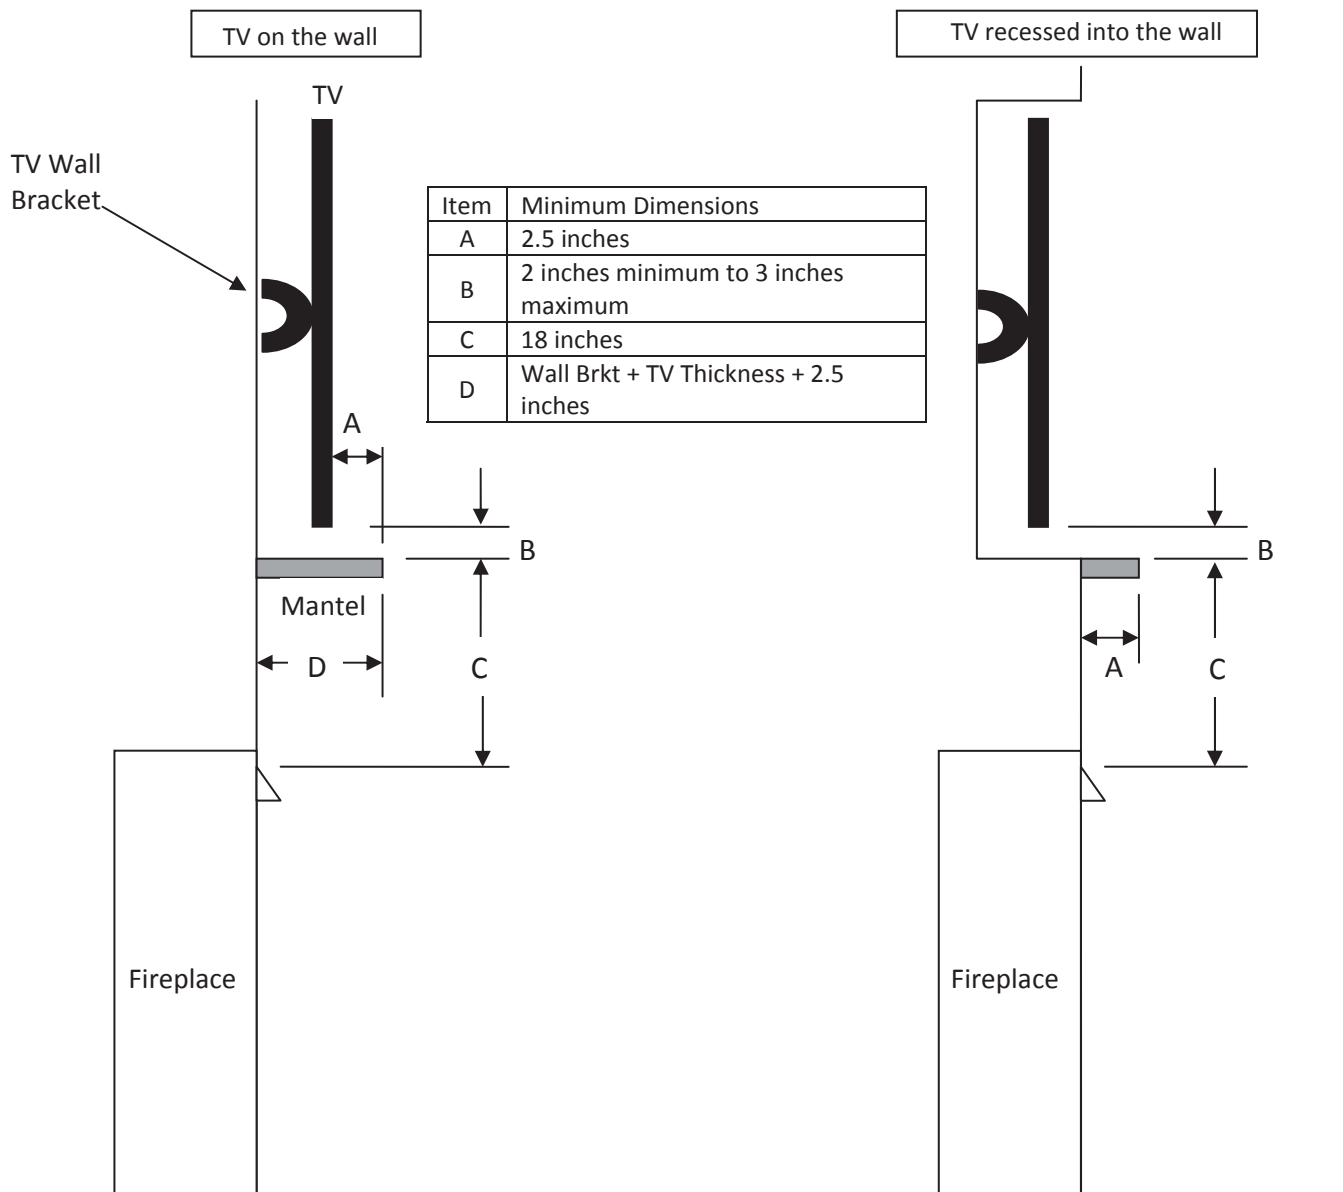 TV on the wall
TV recessed into the wall
TV
TV Wall
Bracket
Item Minimum Dimensions
A 2.5 inches
B 2 inches minimum to 3 inches
maximum
C 18 inches
D Wall Brkt + TV Thickness + 2.5
inches
A
B
B
Mantel
D
C
A
C
Fireplace
Fireplace